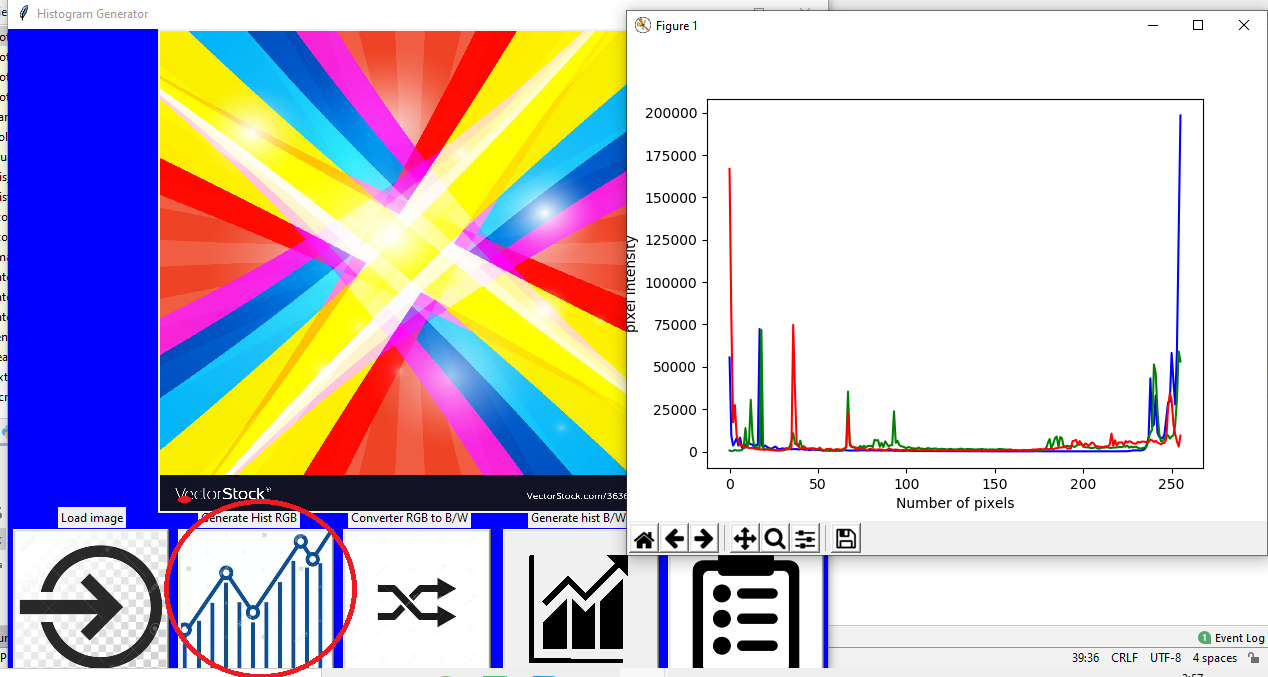 Histogram Generator
Figure 1
200000
175000
150000
125000
100000
75000
50000
25000
0
pixel intensity
0 50 100 150 200 250
Number of pixels
VectorStock®
VectorStock.com/3636
Load image
Generate Hist RGB
Converter RGB to B/W
Generate hist B/W
1 Event Log
39:36 CRLF UTF-8 4 spaces